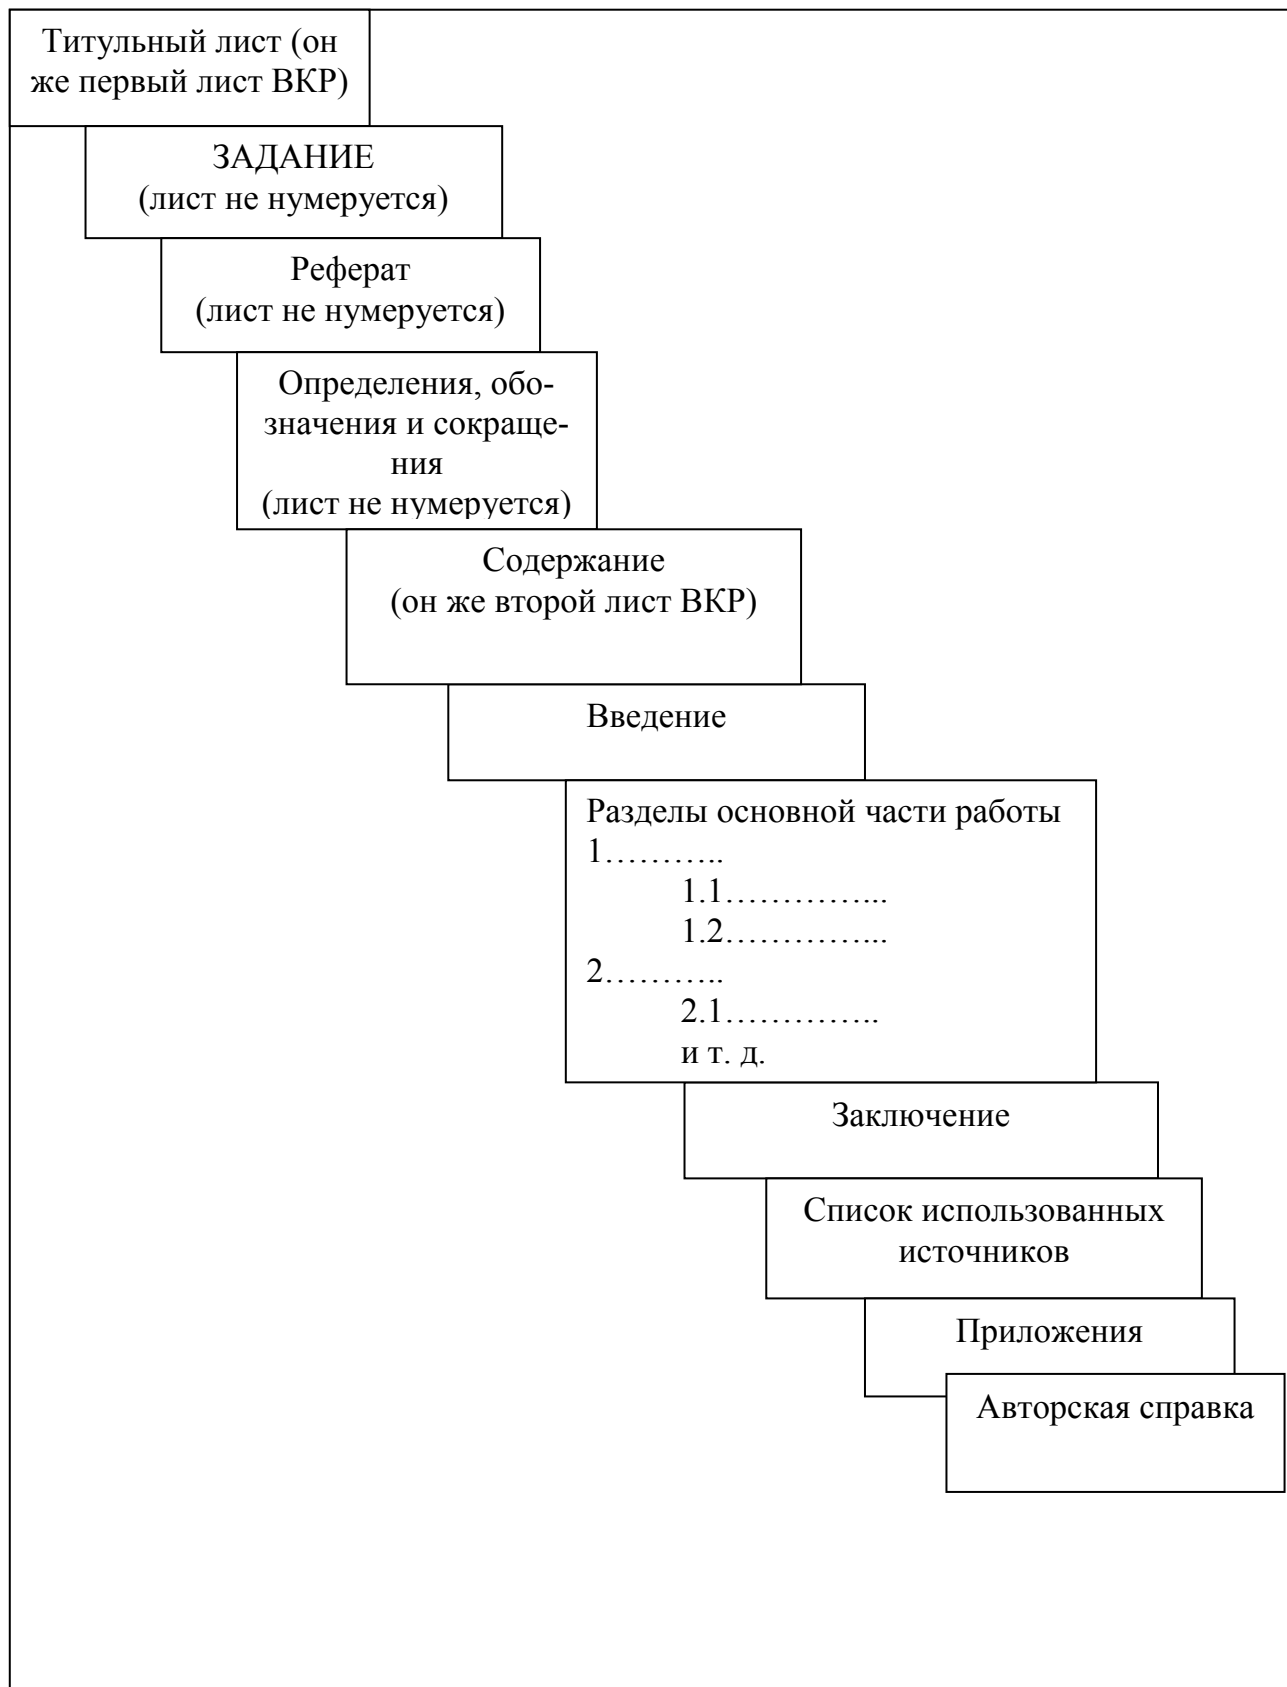 Титульный лист (он
же первый лист ВКР)
ЗАДАНИЕ
(лист не нумеруется)
Реферат
(лист не нумеруется)
Определения, обо-
значения и сокраще-
ния
(лист не нумеруется)
Содержание
(он же второй лист ВКР)
Введение
Разделы основной части работы
1………..
1.1…………...
1.2…………...
2………..
2.1…………..
и т. д.
Заключение
Список использованных
источников
Приложения
Авторская справка